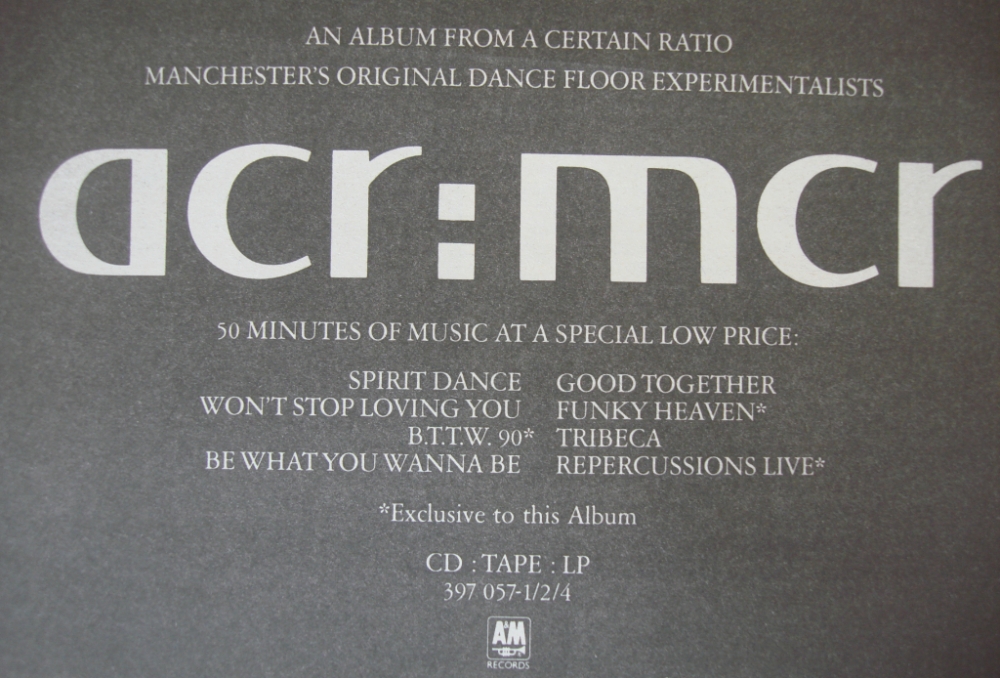 AN ALBUM FROM A CERTAIN RATIO
MANCHESTER'S ORIGINAL DANCE FLOOR EXPERIMENTALISTS
acr:mcr
50 MINUTES OF MUSIC AT A SPECIAL LOW PRICE:
SPIRIT DANCE GOOD TOGETHER
WON'T STOP LOVING YOU FUNKY HEAVEN*
B.T.T.W. 90* TRIBECA
BE WHAT YOU WANNA BE REPERCUSSIONS LIVE*
*Exclusive to this Album
CD : TAPE : LP
397 057-1/2/4
A&M
RECORDS